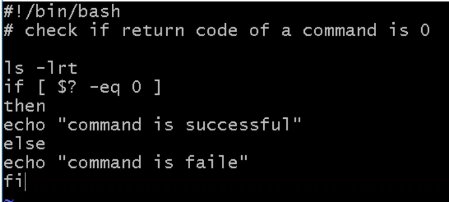 #!/bin/bash
# check if return code of a command is 0

ls -lrt
if [ $? -eq 0 ]
then
echo "command is successful"
else
echo "command is faile"
fi
~